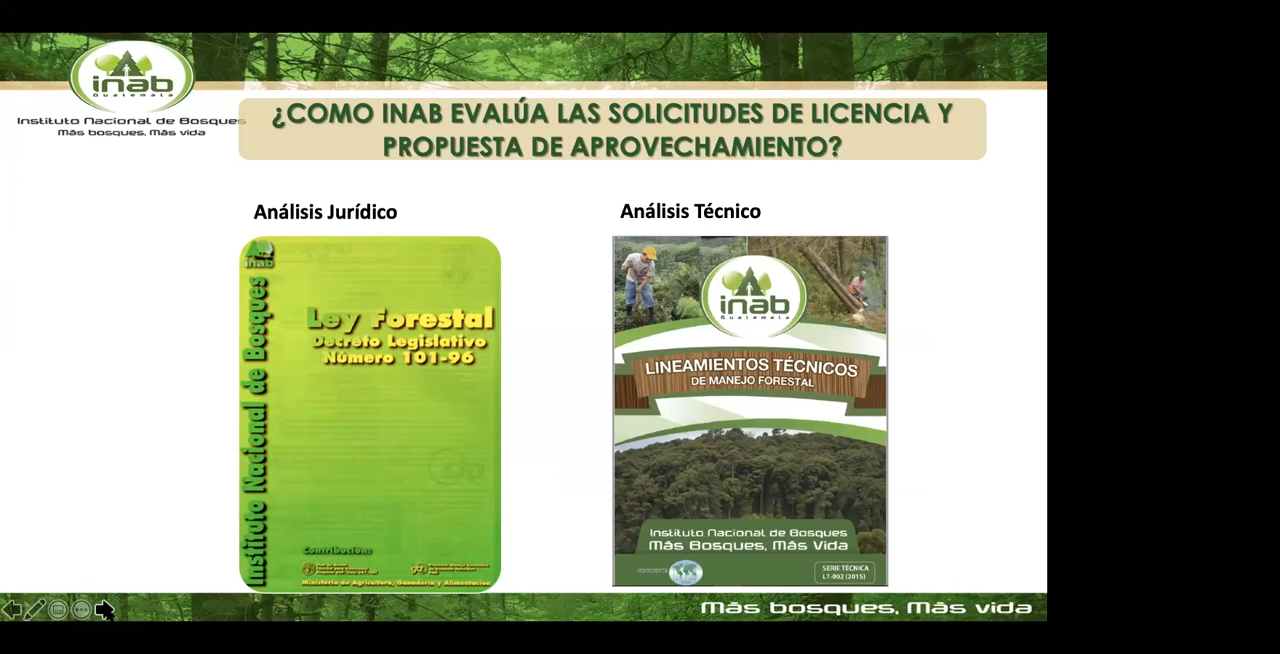 inab
Guatemala
Instituto Nacional de Bosques
Más bosques, Más vida
¿COMO INAB EVALÚA LAS SOLICITUDES DE LICENCIA Y
PROPUESTA DE APROVECHAMIENTO?
Análisis Jurídico
inab
Instituto Nacional de Bosques
Ley Forestal
Decreto Legislativo
Número 101-96
Contribución:
Ministerio de Agricultura, Ganadería y Alimentación
Análisis Técnico
inab
Guatemala
LINEAMIENTOS TÉCNICOS
DE MANEJO FORESTAL
Instituto Nacional de Bosques
Más Bosques, Más Vida
SERIE TÉCNICA
LT-002 (2015)
Más bosques, Más vida